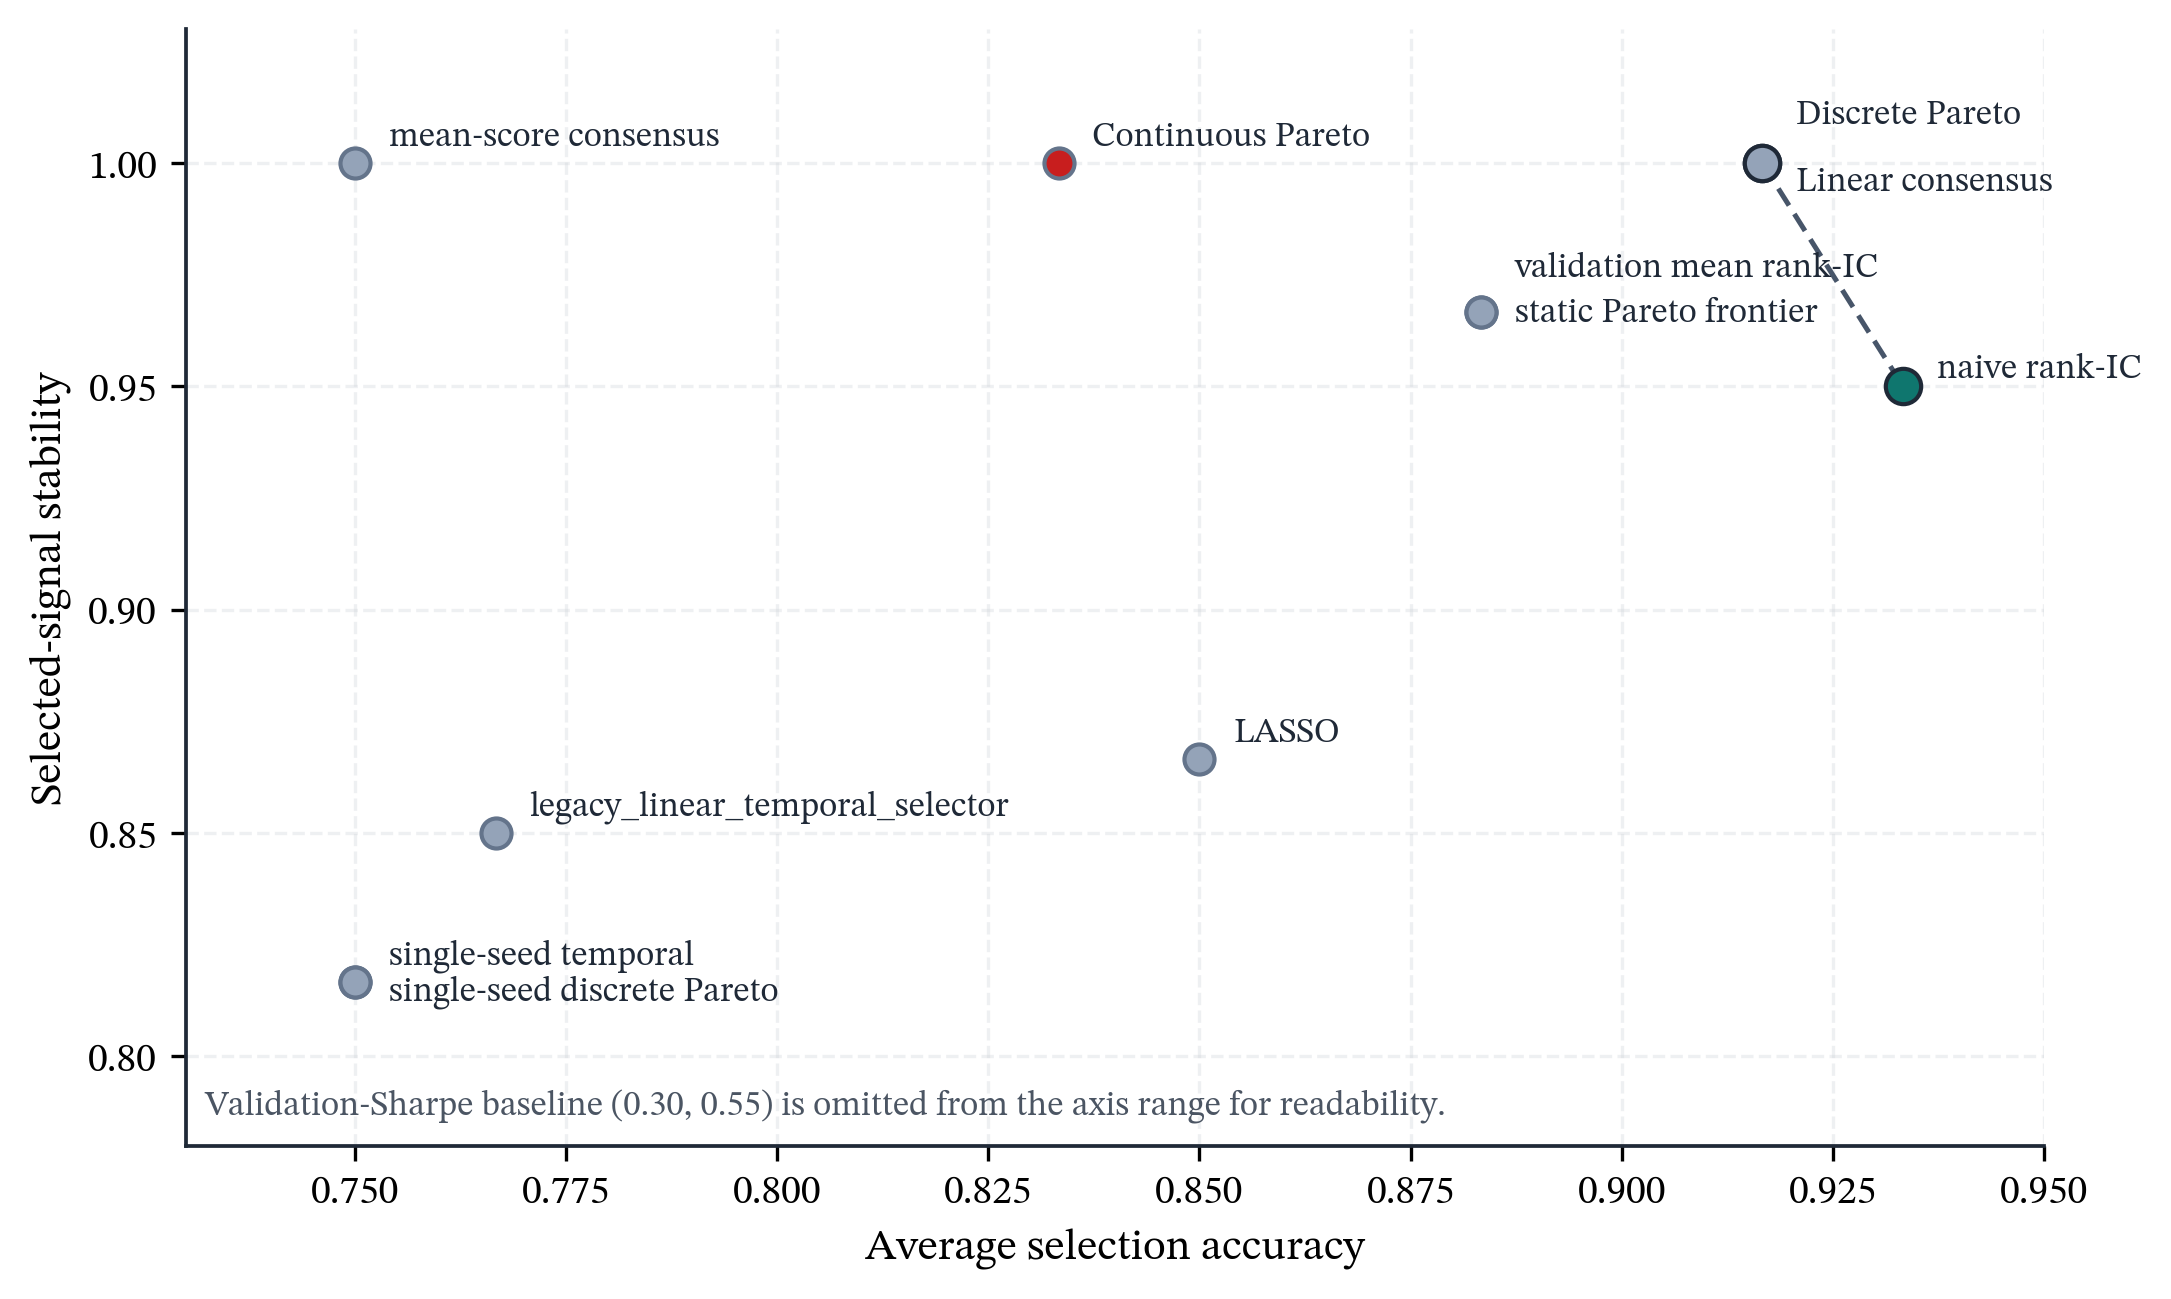 Discrete Pareto
mean-score consensus
Continuous Pareto
1.00
Linear consensus
validation mean rank-IC
static Pareto frontier
naive rank-IC
0.95
Selected-signal stability
0.90
LASSO
legacy_linear_temporal_selector
0.85
single-seed temporal
single-seed discrete Pareto
0.80
Validation-Sharpe baseline (0.30, 0.55) is omitted from the axis range for readability.
0.750 0.775 0.800 0.825 0.850 0.875 0.900 0.925 0.950
Average selection accuracy